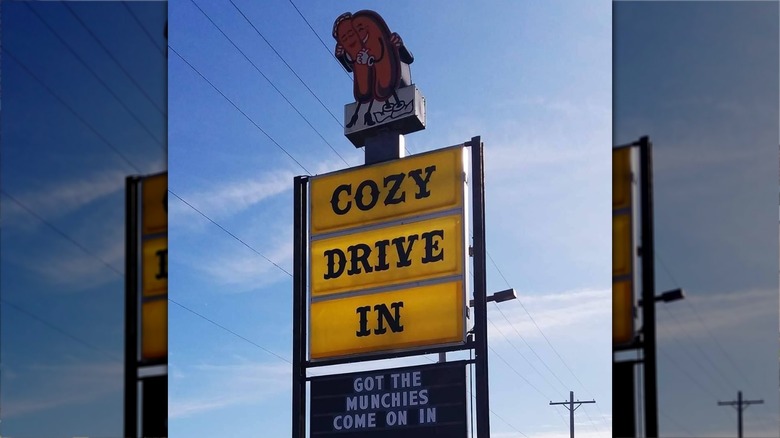 COZY
DRIVE
IN
GOT THE
MUNCHIES
COME ON IN